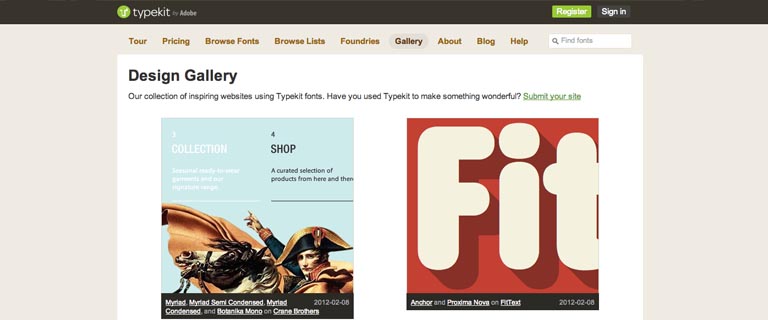 typekit by Adobe
Register Sign in
Tour Pricing Browse Fonts Browse Lists Foundries Gallery About Blog Help Find fonts
Design Gallery
Our collection of inspiring websites using Typekit fonts. Have you used Typekit to make something wonderful? Submit your site
3
COLLECTION
Seasonal ready-to-wear
garments and our
signature range.
4
SHOP
A curated selection of
products from here and there
Myriad, Myriad Semi Condensed, Myriad
Condensed, and Botanika Mono on Crane Brothers
2012-02-08
Fit
Anchor and Proxima Nova on FitText
2012-02-08